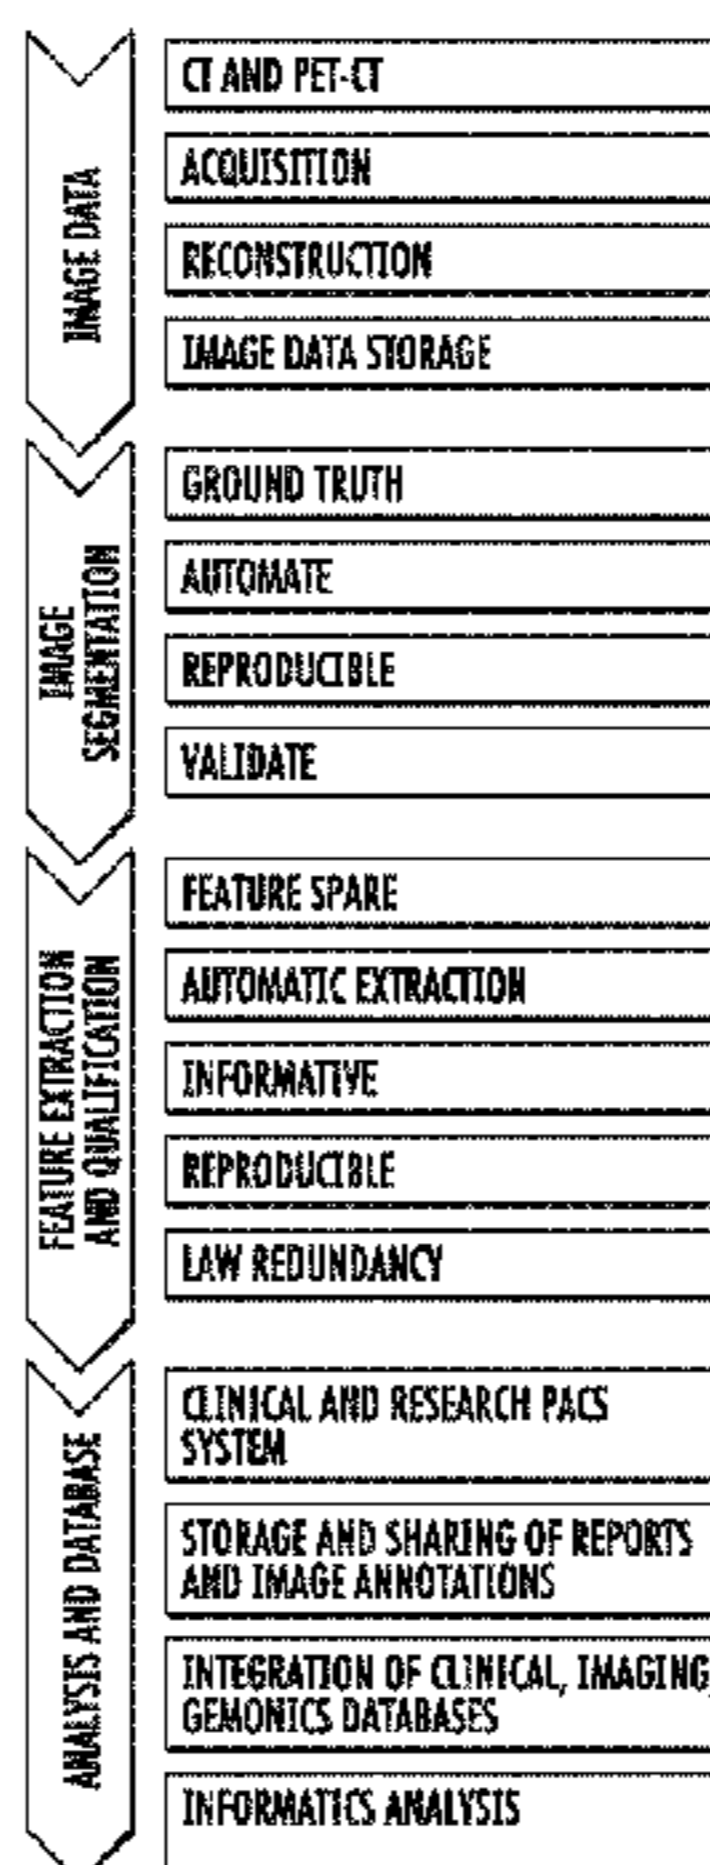 IMAGE DATA
CT AND PET-CT
ACQUISITION
RECONSTRUCTION
IMAGE DATA STORAGE
IMAGE
SEGMENTATION
GROUND TRUTH
AUTOMATE
REPRODUCIBLE
VALIDATE
FEATURE EXTRACTION
AND QUALIFICATION
FEATURE SPARE
AUTOMATIC EXTRACTION
INFORMATIVE
REPRODUCIBLE
LAW REDUNDANCY
ANALYSIS AND DATABASE
CLINICAL AND RESEARCH PACS
SYSTEM
STORAGE AND SHARING OF REPORTS
AND IMAGE ANNOTATIONS
INTEGRATION OF CLINICAL, IMAGING,
GEMONICS DATABASES
INFORMATICS ANALYSIS